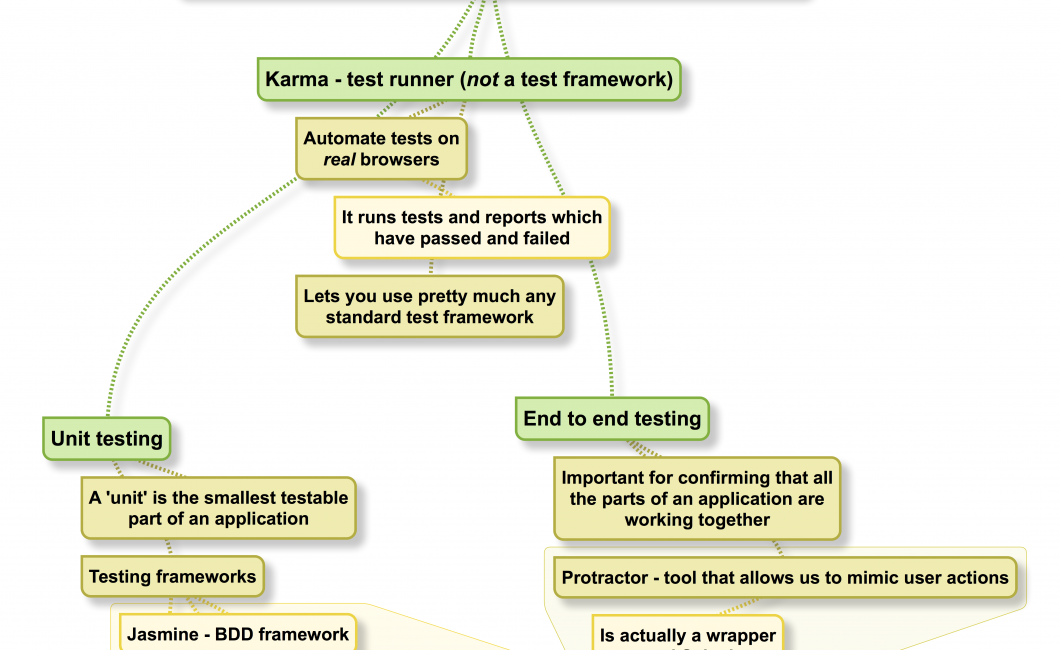 Karma - test runner (not a test framework)
Automate tests on
real browsers
It runs tests and reports which
have passed and failed
Lets you use pretty much any
standard test framework
Unit testing
A 'unit' is the smallest testable
part of an application
Testing frameworks
Jasmine - BDD framework
End to end testing
Important for confirming that all
the parts of an application are
working together
Protractor - tool that allows us to mimic user actions
Is actually a wrapper